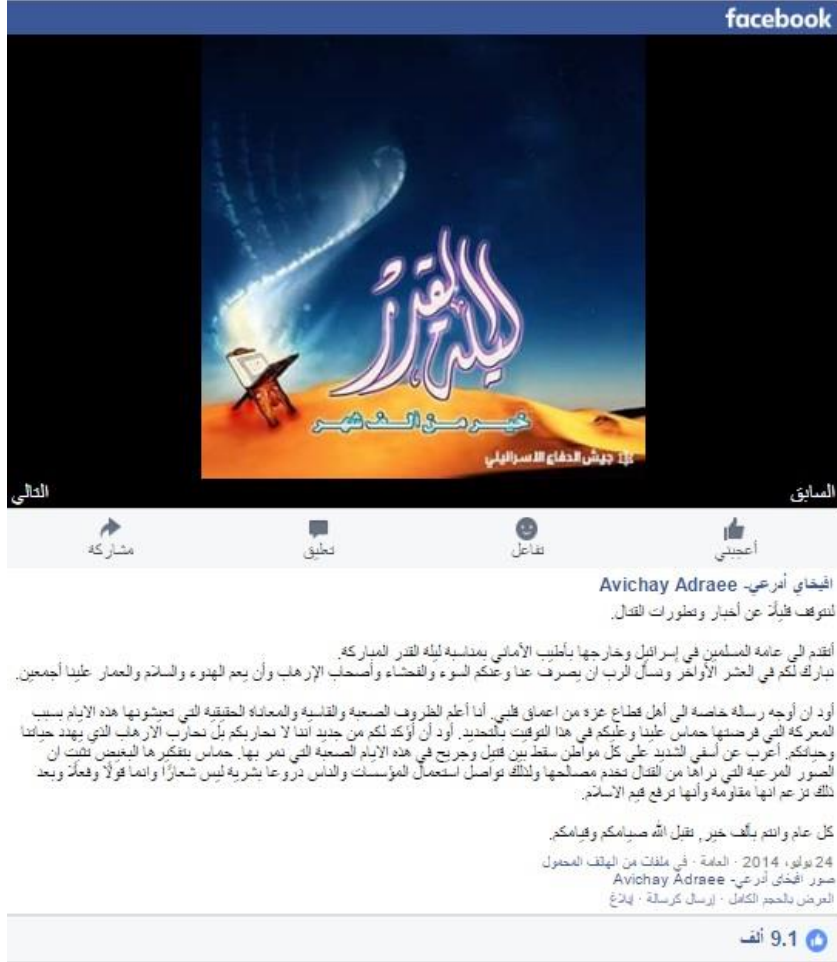 facebook
ليلة القدر
خير من الف شهر
جيش الدفاع الاسرائيلي
السابق
التالي
أعجبني
تفاعل
تعليق
مشاركة
افيخاي أدرعي- Avichay Adraee
لنتوقف قليلًا عن أخبار وتطورات القتال.
أتقدم الى عامة المسلمين في إسرائيل وخارجها بأطيب الأماني بمناسبة ليلة القدر المباركة.
نبارك لكم في العشر الأواخر ونسأل الرب ان يصرف عنا وعنكم السوء والفحشاء وأصحاب الإرهاب وأن يعم الهدوء والسلام والعمار علينا أجمعين.
أود ان أوجه رسالة خاصة الى أهل قطاع غزة من اعماق قلبي. أنا أعلم الظروف الصعبة والقاسية والمعاناة الحقيقية التي تعيشونها هذه الايام بسبب
المعركة التي فرضتها حماس علينا وعليكم في هذا التوقيت بالتحديد. أود أن أؤكد لكم من جديد اننا لا نحاربكم بل نحارب الارهاب الذي يهدد حياتنا
وحياتكم. أعرب عن أسفي الشديد على كل مواطن سقط بين قتيل وجريح في هذه الايام الصعبة التي نمر بها. حماس بتفكيرها البغيض تثبت ان
الصور المرعبة التي نراها من القتال تخدم مصالحها ولذلك تواصل استعمال المؤسسات والناس دروعا بشرية ليس شعارًا وانما قولًا وفعلًا وبعد
ذلك تزعم انها مقاومة وأنها ترفع قيم الاسلام.
كل عام وانتم بألف خير, تقبل الله صيامكم وقيامكم.
24 يوليو، 2014 · العامة · في ملفات من الهاتف المحمول
صور افيخاي أدرعي- Avichay Adraee
العرض بالحجم الكامل · إرسال كرسالة · إبلاغ
9.1 ألف